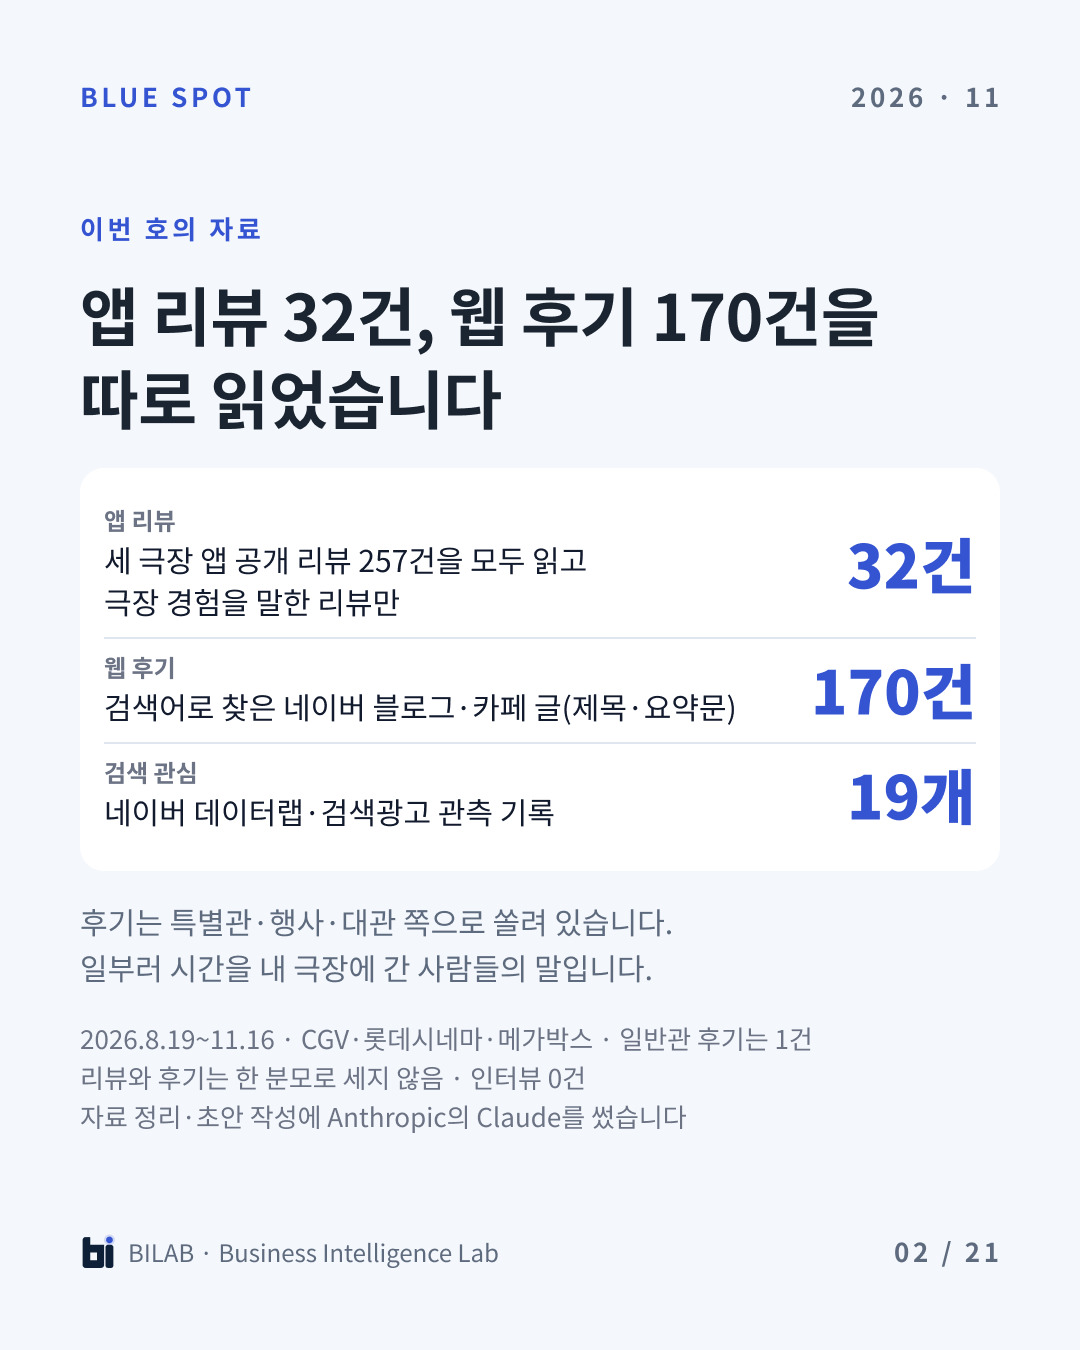 BLUE SPOT
2026 · 11
이번 호의 자료
앱 리뷰 32건, 웹 후기 170건을
따로 읽었습니다
앱 리뷰
세 극장 앱 공개 리뷰 257건을 모두 읽고
극장 경험을 말한 리뷰만
32건
웹 후기
검색어로 찾은 네이버 블로그·카페 글(제목·요약문)
170건
검색 관심
네이버 데이터랩·검색광고 관측 기록
19개
후기는 특별관·행사·대관 쪽으로 쏠려 있습니다.
일부러 시간을 내 극장에 간 사람들의 말입니다.
2026.8.19~11.16 · CGV·롯데시네마·메가박스 · 일반관 후기는 1건
리뷰와 후기는 한 분모로 세지 않음 · 인터뷰 0건
자료 정리·초안 작성에 Anthropic의 Claude를 썼습니다
bi BILAB · Business Intelligence Lab
02 / 21